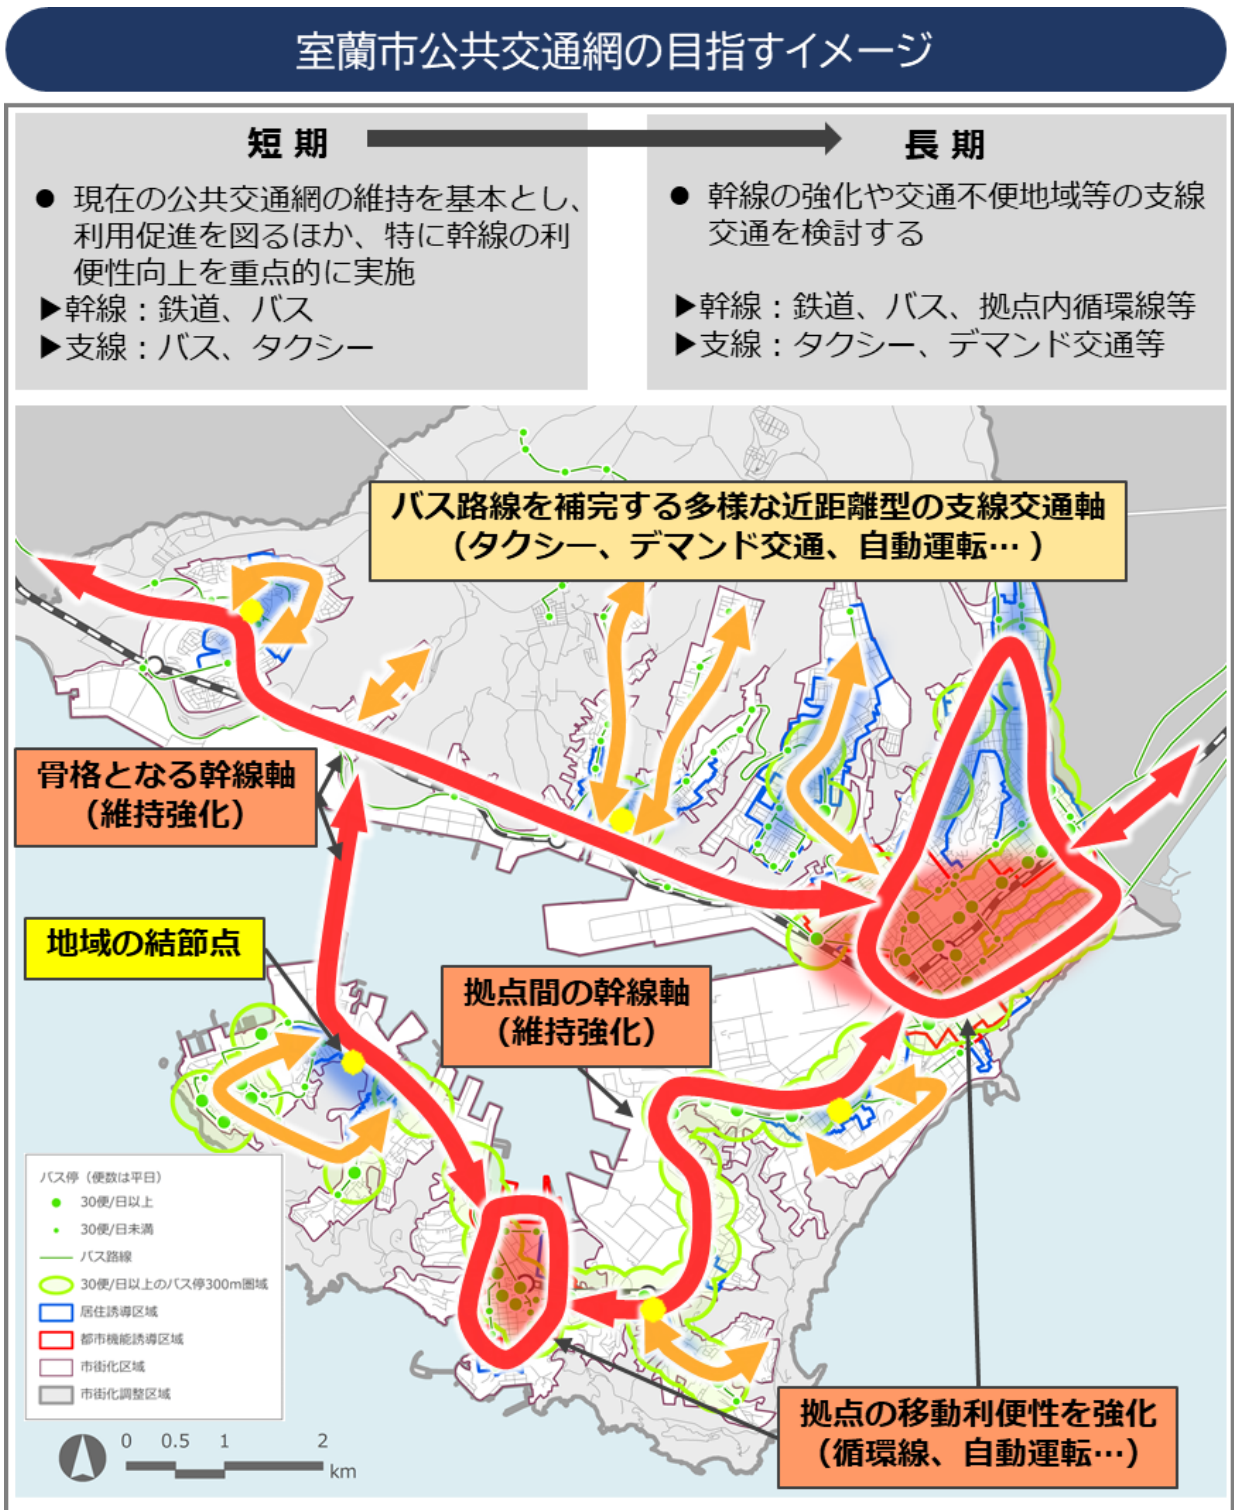 室蘭市公共交通網の目指すイメージ
短 期
● 現在の公共交通網の維持を基本とし、
利用促進を図るほか、特に幹線の利
便性向上を重点的に実施
▶幹線：鉄道、バス
▶支線：バス、タクシー
長 期
● 幹線の強化や交通不便地域等の支線
交通を検討する
▶幹線：鉄道、バス、拠点内循環線等
▶支線：タクシー、デマンド交通等
バス路線を補完する多様な近距離型の支線交通軸
（タクシー、デマンド交通、自動運転…）
骨格となる幹線軸
（維持強化）
地域の結節点
拠点間の幹線軸
（維持強化）
バス停（便数は平日）
30便/日以上
30便/日未満
バス路線
30便/日以上のバス停300m圏域
居住誘導区域
都市機能誘導区域
市街化区域
市街化調整区域
拠点の移動利便性を強化
（循環線、自動運転…）
0 0.5 1 2
km